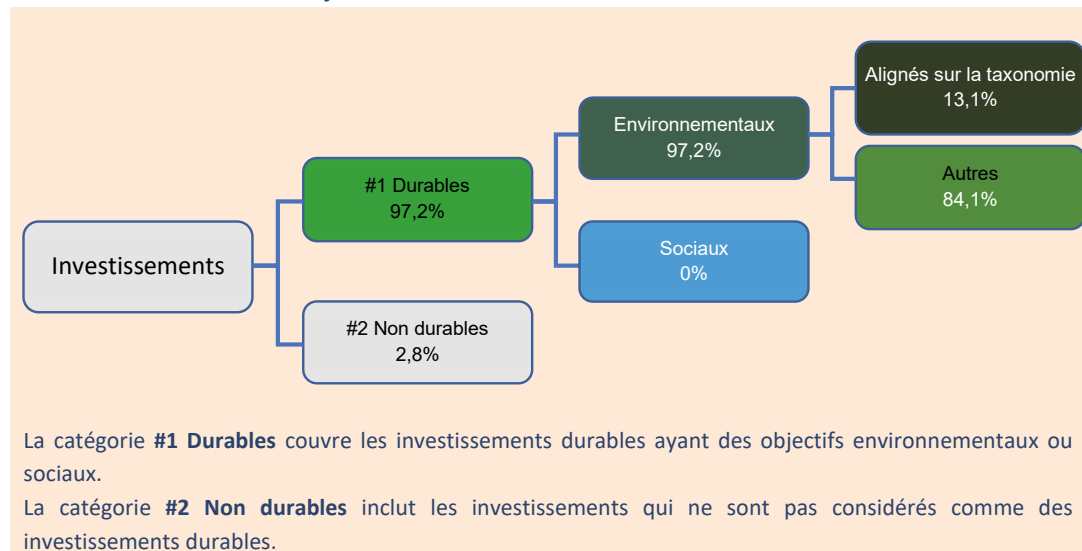 Alignés sur la taxonomie
13,1%
Environnementaux
97,2%
Autres
84,1%
#1 Durables
97,2%
Sociaux
0%
Investissements
#2 Non durables
2,8%
La catégorie #1 Durables couvre les investissements durables ayant des objectifs environnementaux ou
sociaux.
La catégorie #2 Non durables inclut les investissements qui ne sont pas considérés comme des
investissements durables.